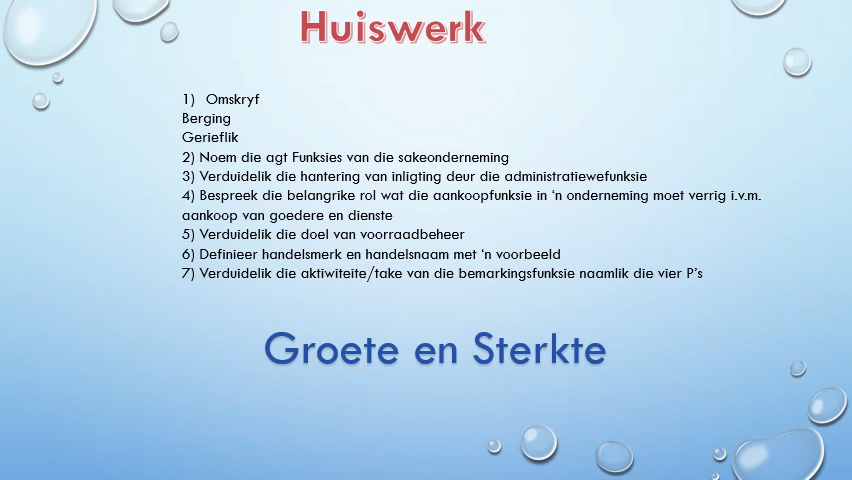 Huiswerk
1) Omskryf
Berging
Gerieflik
2) Noem die agt Funksies van die sakeonderneming
3) Verduidelik die hantering van inligting deur die administratiewefunksie
4) Bespreek die belangrike rol wat die aankoopfunksie in ‘n onderneming moet verrig i.v.m.
aankoop van goedere en dienste
5) Verduidelik die doel van voorraadbeheer
6) Definieer handelsmerk en handelsnaam met ‘n voorbeeld
7) Verduidelik die aktiwiteite/take van die bemarkingsfunksie naamlik die vier P’s
Groete en Sterkte